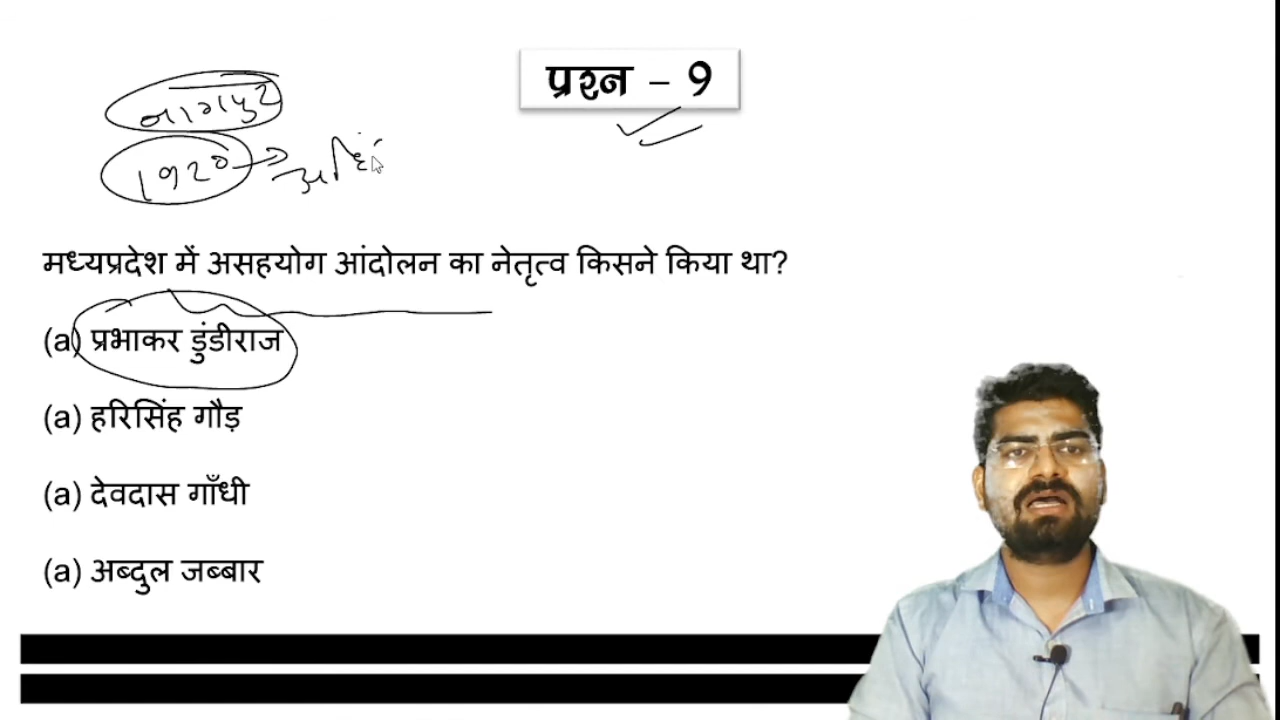 प्रश्न – 9
नागपुर
1920 →
मध्यप्रदेश में असहयोग आंदोलन का नेतृत्व किसने किया था?
(a) प्रभाकर डुंडीराज
(a) हरिसिंह गौड़
(a) देवदास गाँधी
(a) अब्दुल जब्बार